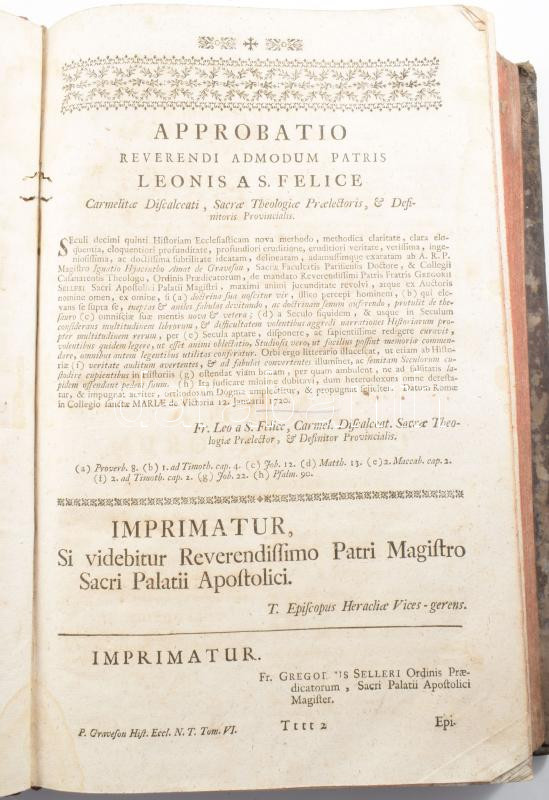 APPROBATIO
REVERENDI ADMODUM PATRIS
LEONIS A S. FELICE
Carmelitæ Diſcalceati, Sacræ Theologiæ Prælectoris, & Defi-
nitoris Provincialis.
SEculi decimi quinti Hiſtoriam Eccleſiaſticam nova methodo, methodica claritate, clara elo-
quentia, eloquentiori profunditate, profundiori eruditione, eruditiori veritate, veriſſima, inge-
nioſiſſima, ac doctiſſima ſubtilitate ideatam, delineatam, adamuſſimque exaratam ab A. R. P.
Magiſtro Ignatio Hyacintho Amat de Graveſon, Sacræ Facultatis Pariſienſis Doctore, & Collegii
Caſanatenſis Theologo, Ordinis Prædicatorum, de mandato Reverendiſſimi Patris Fratris GREGORII
SELLERI Sacri Apoſtolici Palatii Magiſtri, maximi animi jucunditate revolvi, atque ex Auctoris
nomine omen, ex omine, ſi (a) doctrina ſua noſcitur vir, illico percepi hominem, (b) qui ele-
vans ſe ſupra ſe, ineptas & aniles fabulas devitando, ac doctrinam ſanam aſſerendo, protulit de the-
ſauro (c) omniſciæ ſuæ mentis nova & vetera; (d) a Seculo ſiquidem, & usque in Seculum
conſiderans multitudinem librorum, & difficultatem volentibus aggredi narrationes Hiſtoriarum pro-
pter multitudinem rerum, per (e) Secula aptare, diſponere, ac ſapientiſſime redigere curavit,
volentibus quidem legere, ut eſſet animi oblectatio, Studioſis vero, ut facilius poſſint memoriæ commen-
dare, omnibus autem legentibus utilitas conferatur. Orbi ergo litterario illuceſcat, ut etiam ab Hiſto-
riæ (f) veritate auditum avertentes, & ad fabulas converſentes illuminet, ac ſemitam Seculorum cu-
ſtodire cupientibus in Hiſtoriis (g) oſtendat viam bonam, per quam ambulent, ne ad falſitatis la-
pidem offendant pedem ſuum. (h) Ita judicare minime dubitavi, dum heterodoxum omne deteſta-
tur, & impugnat acriter, orthodoxum Dogma amplectitur, & propugnat feliciter. Datum Romæ
in Collegio ſanctæ MARIÆ de Victoria 12. Januarii 1720.
Fr. Leo a S. Felice, Carmel. Diſcalceat. Sacræ Theo-
logiæ Prælector, & Definitor Provincialis.
(a) Proverb. 8. (b) 1. ad Timoth. cap. 4. (c) Job. 12. (d) Matth. 13. (e) 2. Maccab. cap. 2.
(f) 2. ad Timoth. cap. 2. (g) Job. 22. (h) Pſalm. 90.
IMPRIMATUR,
Si videbitur Reverendiſſimo Patri Magiſtro
Sacri Palatii Apoſtolici.
T. Epiſcopus Heracliæ Vices-gerens.
IMPRIMATUR.
Fr. GREGORIUS SELLERI Ordinis Præ-
dicatorum, Sacri Palatii Apoſtolici
Magiſter.
P. Graveſon Hiſt. Eccl. N. T. Tom. VI. Tttt 2 Epi.